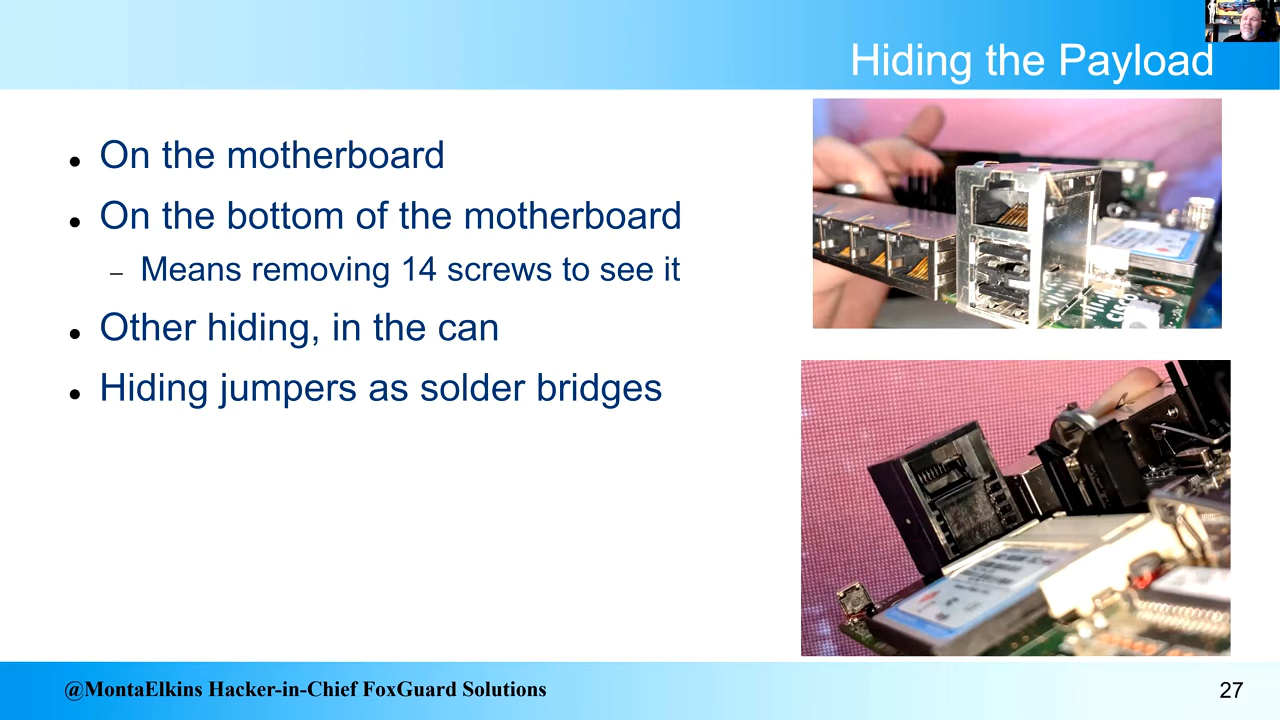 Hiding the Payload
On the motherboard
On the bottom of the motherboard
– Means removing 14 screws to see it
Other hiding, in the can
Hiding jumpers as solder bridges
CISCO
@MontaElkins Hacker-in-Chief FoxGuard Solutions
27